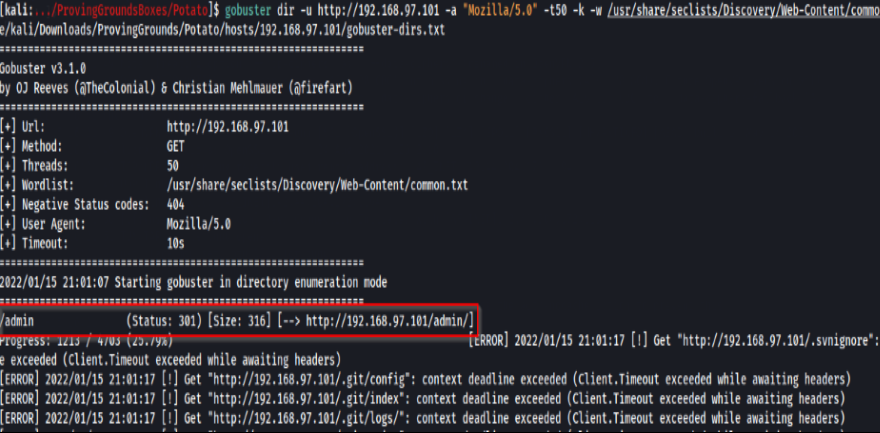 [kali:.../ProvingGroundsBoxes/Potato]$ gobuster dir -u http://192.168.97.101 -a "Mozilla/5.0" -t50 -k -w /usr/share/seclists/Discovery/Web-Content/commo
e/kali/Downloads/ProvingGrounds/Potato/hosts/192.168.97.101/gobuster-dirs.txt
===============================================================
Gobuster v3.1.0
by OJ Reeves (@TheColonial) & Christian Mehlmauer (@firefart)
===============================================================
[+] Url: http://192.168.97.101
[+] Method: GET
[+] Threads: 50
[+] Wordlist: /usr/share/seclists/Discovery/Web-Content/common.txt
[+] Negative Status codes: 404
[+] User Agent: Mozilla/5.0
[+] Timeout: 10s
===============================================================
2022/01/15 21:01:07 Starting gobuster in directory enumeration mode
===============================================================
/admin (Status: 301) [Size: 316] [--> http://192.168.97.101/admin/]
Progress: 1213 / 4703 (25.79%) [ERROR] 2022/01/15 21:01:17 [!] Get "http://192.168.97.101/.svnignore":
e exceeded (Client.Timeout exceeded while awaiting headers)
[ERROR] 2022/01/15 21:01:17 [!] Get "http://192.168.97.101/.git/config": context deadline exceeded (Client.Timeout exceeded while awaiting headers)
[ERROR] 2022/01/15 21:01:17 [!] Get "http://192.168.97.101/.git/index": context deadline exceeded (Client.Timeout exceeded while awaiting headers)
[ERROR] 2022/01/15 21:01:17 [!] Get "http://192.168.97.101/.git/logs/": context deadline exceeded (Client.Timeout exceeded while awaiting headers)